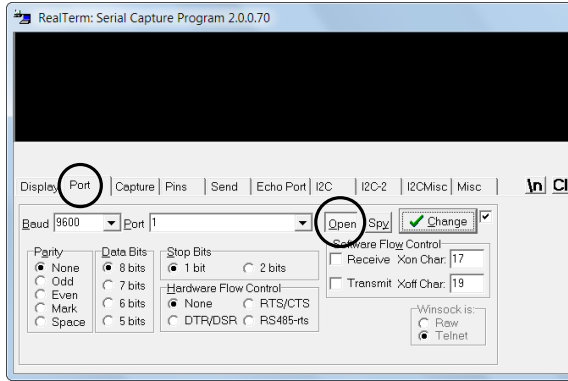 RealTerm: Serial Capture Program 2.0.0.70
Display Port Capture Pins Send Echo Port I2C I2C-2 I2CMisc Misc \n
Baud 9600 Port 1 Open Spy Change
Parity
None
Odd
Even
Mark
Space
Data Bits
8 bits
7 bits
6 bits
5 bits
Stop Bits
1 bit 2 bits
Hardware Flow Control
None RTS/CTS
DTR/DSR RS485-rts
Software Flow Control
Receive Xon Char: 17
Transmit Xoff Char: 19
Winsock is:
Raw
Telnet